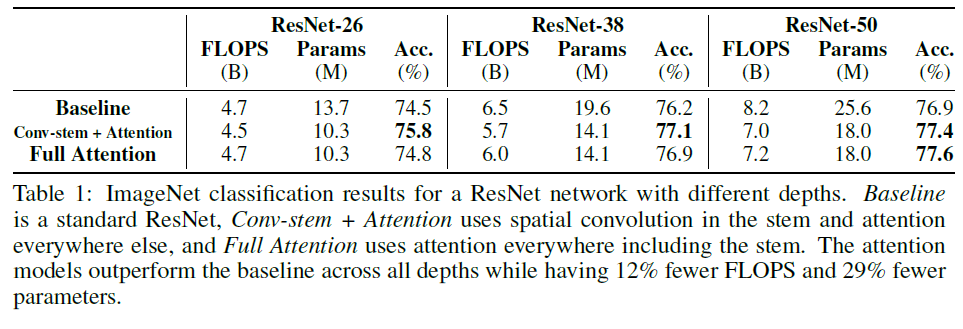 ResNet-26 ResNet-38 ResNet-50
FLOPS Params Acc. FLOPS Params Acc. FLOPS Params Acc.
(B) (M) (%) (B) (M) (%) (B) (M) (%)
Baseline 4.7 13.7 74.5 6.5 19.6 76.2 8.2 25.6 76.9
Conv-stem + Attention 4.5 10.3 75.8 5.7 14.1 77.1 7.0 18.0 77.4
Full Attention 4.7 10.3 74.8 6.0 14.1 76.9 7.2 18.0 77.6
Table 1: ImageNet classification results for a ResNet network with different depths. Baseline
is a standard ResNet, Conv-stem + Attention uses spatial convolution in the stem and attention
everywhere else, and Full Attention uses attention everywhere including the stem. The attention
models outperform the baseline across all depths while having 12% fewer FLOPS and 29% fewer
parameters.